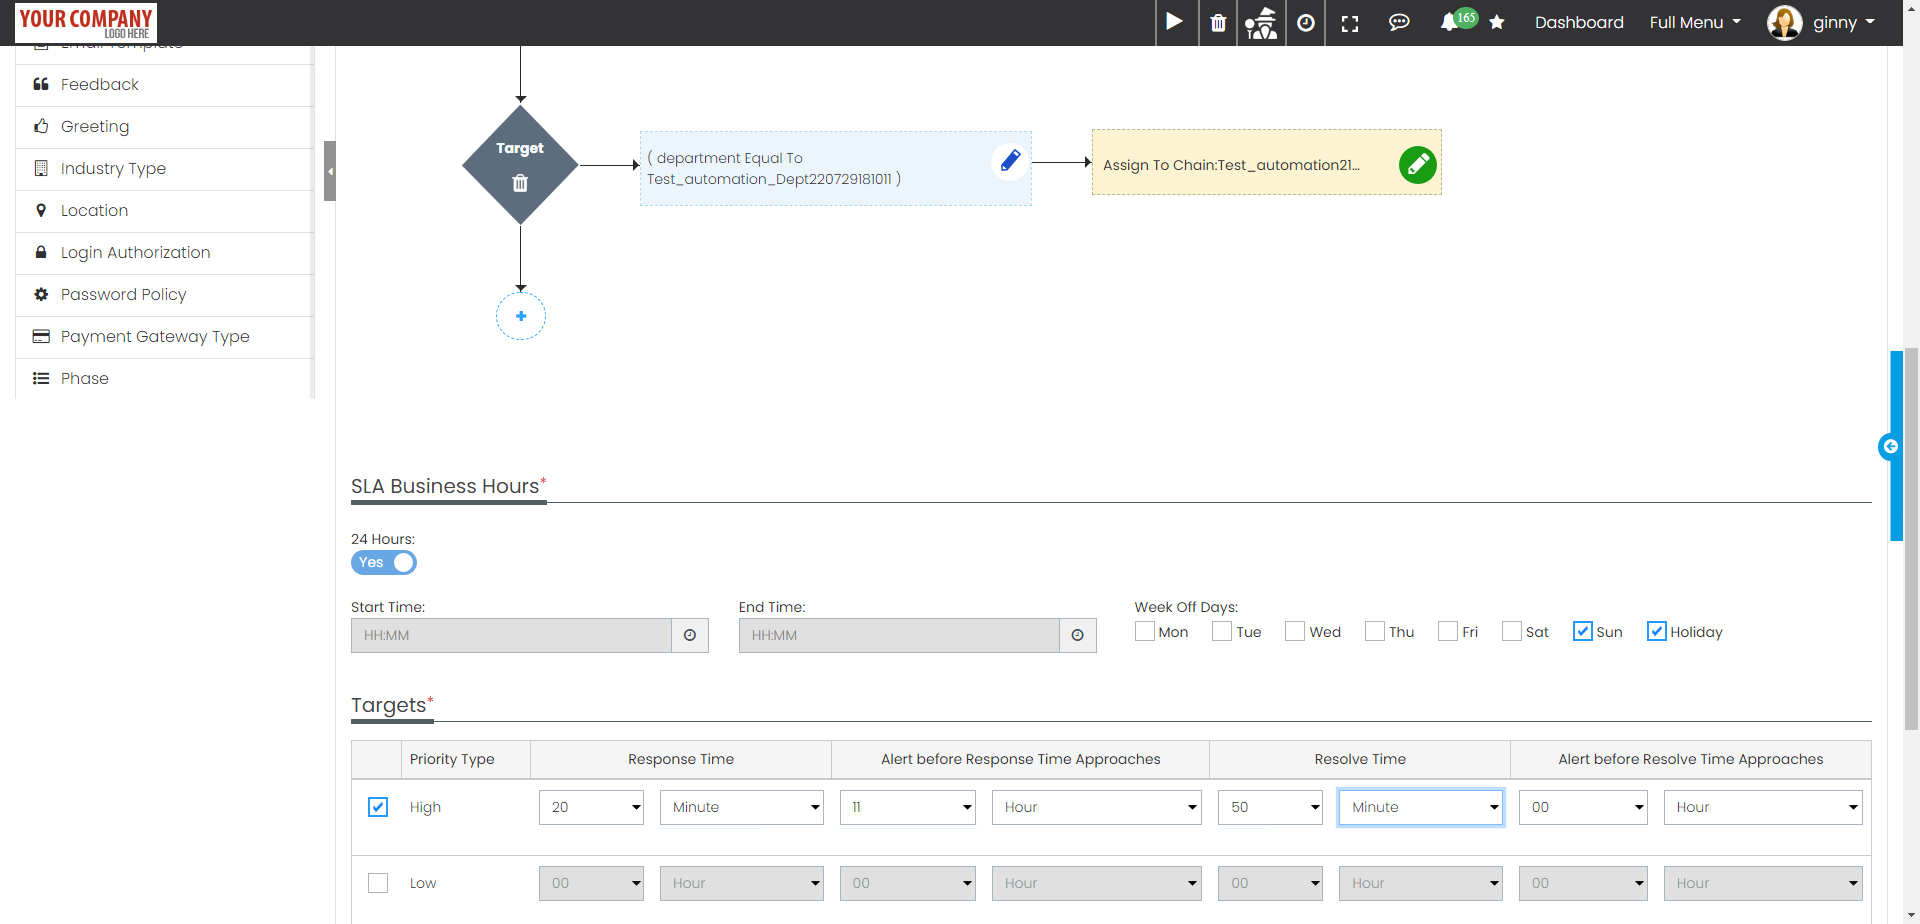 YOUR COMPANY
LOGO HERE
165
Dashboard
Full Menu
ginny
Email Template
Feedback
Greeting
Industry Type
Location
Login Authorization
Password Policy
Payment Gateway Type
Phase
Target
( department Equal To
Test_automation_Dept220729181011 )
Assign To Chain:Test_automation21...
SLA Business Hours*
24 Hours:
Yes
Start Time:
End Time:
Week Off Days:
HH:MM
HH:MM
Mon
Tue
Wed
Thu
Fri
Sat
Sun
Holiday
Targets*
Priority Type
Response Time
Alert before Response Time Approaches
Resolve Time
Alert before Resolve Time Approaches
High
20
Minute
11
Hour
50
Minute
00
Hour
Low
00
Hour
00
Hour
00
Hour
00
Hour